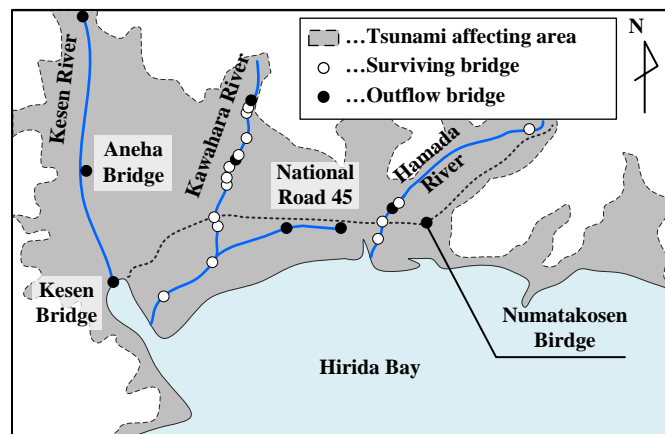 …Tsunami affecting area
…Surviving bridge
…Outflow bridge
N
Kesen River
Kawahara River
Aneha
Bridge
National
Road 45
Hamada
River
Kesen
Bridge
Numatakosen
Birdge
Hirida Bay